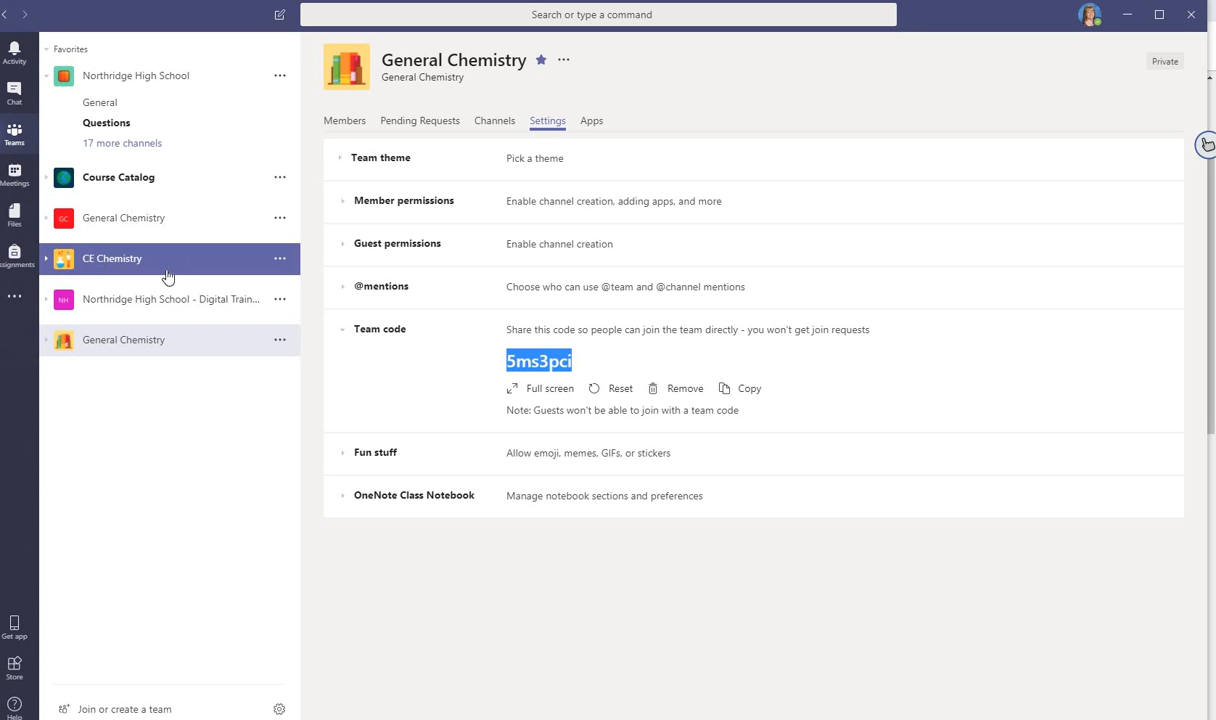 Search or type a command
Activity
Chat
Teams
Meetings
Files
ssignments
Get app
Store
Help
Favorites
Northridge High School
General
Questions
17 more channels
Course Catalog
GC
General Chemistry
CE Chemistry
NH
Northridge High School - Digital Train...
General Chemistry
Join or create a team
General Chemistry
General Chemistry
Private
Members Pending Requests Channels Settings Apps
Team theme Pick a theme
Member permissions Enable channel creation, adding apps, and more
Guest permissions Enable channel creation
@mentions Choose who can use @team and @channel mentions
Team code Share this code so people can join the team directly - you won't get join requests
5ms3pci
Full screen Reset Remove Copy
Note: Guests won't be able to join with a team code
Fun stuff Allow emoji, memes, GIFs, or stickers
OneNote Class Notebook Manage notebook sections and preferences